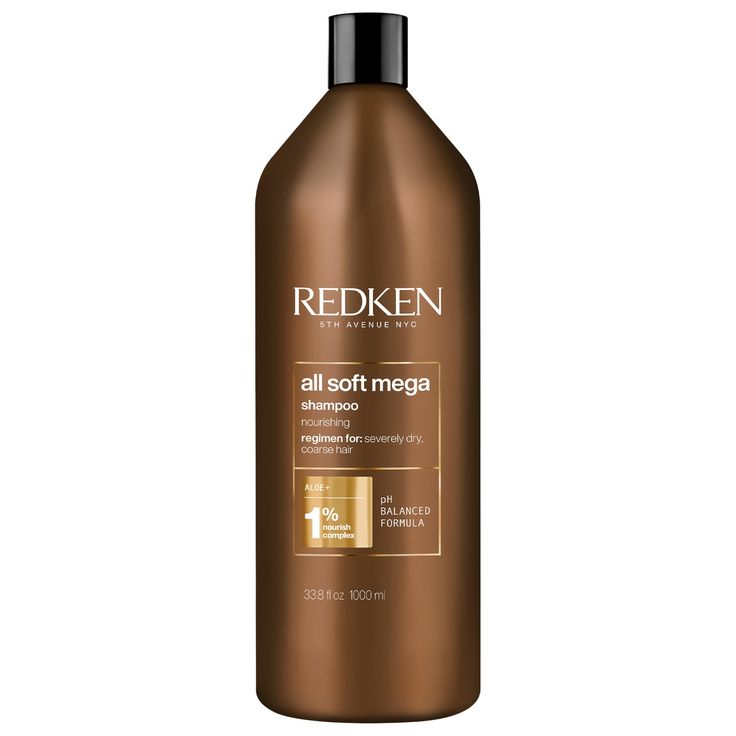 REDKEN
5TH AVENUE NYC
all soft mega
shampoo
nourishing
regimen for: severely dry,
coarse hair
ALOE+
1%
nourish
complex
pH
BALANCED
FORMULA
33.8 fl oz 1000 ml